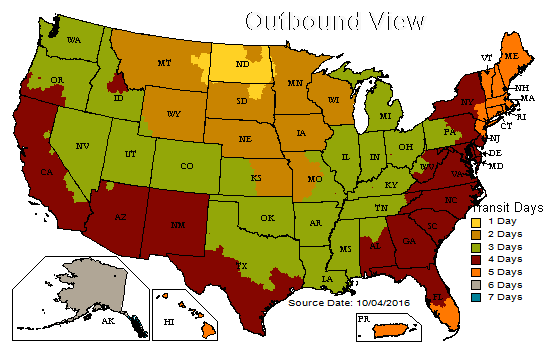 Outbound View
WA
MT
ND
MN
VT
ME
OR
ID
SD
WI
NY
NH
MA
WY
MI
RI
CT
IA
PA
NE
NJ
NV
UT
IL
IN
OH
DE
MD
CO
WV
VA
CA
KS
MO
KY
NC
TN
AZ
NM
OK
AR
SC
Transit Days
1 Day
2 Days
3 Days
4 Days
5 Days
6 Days
7 Days
MS
AL
GA
TX
LA
FL
Source Date: 10/04/2016
AK
HI
PR